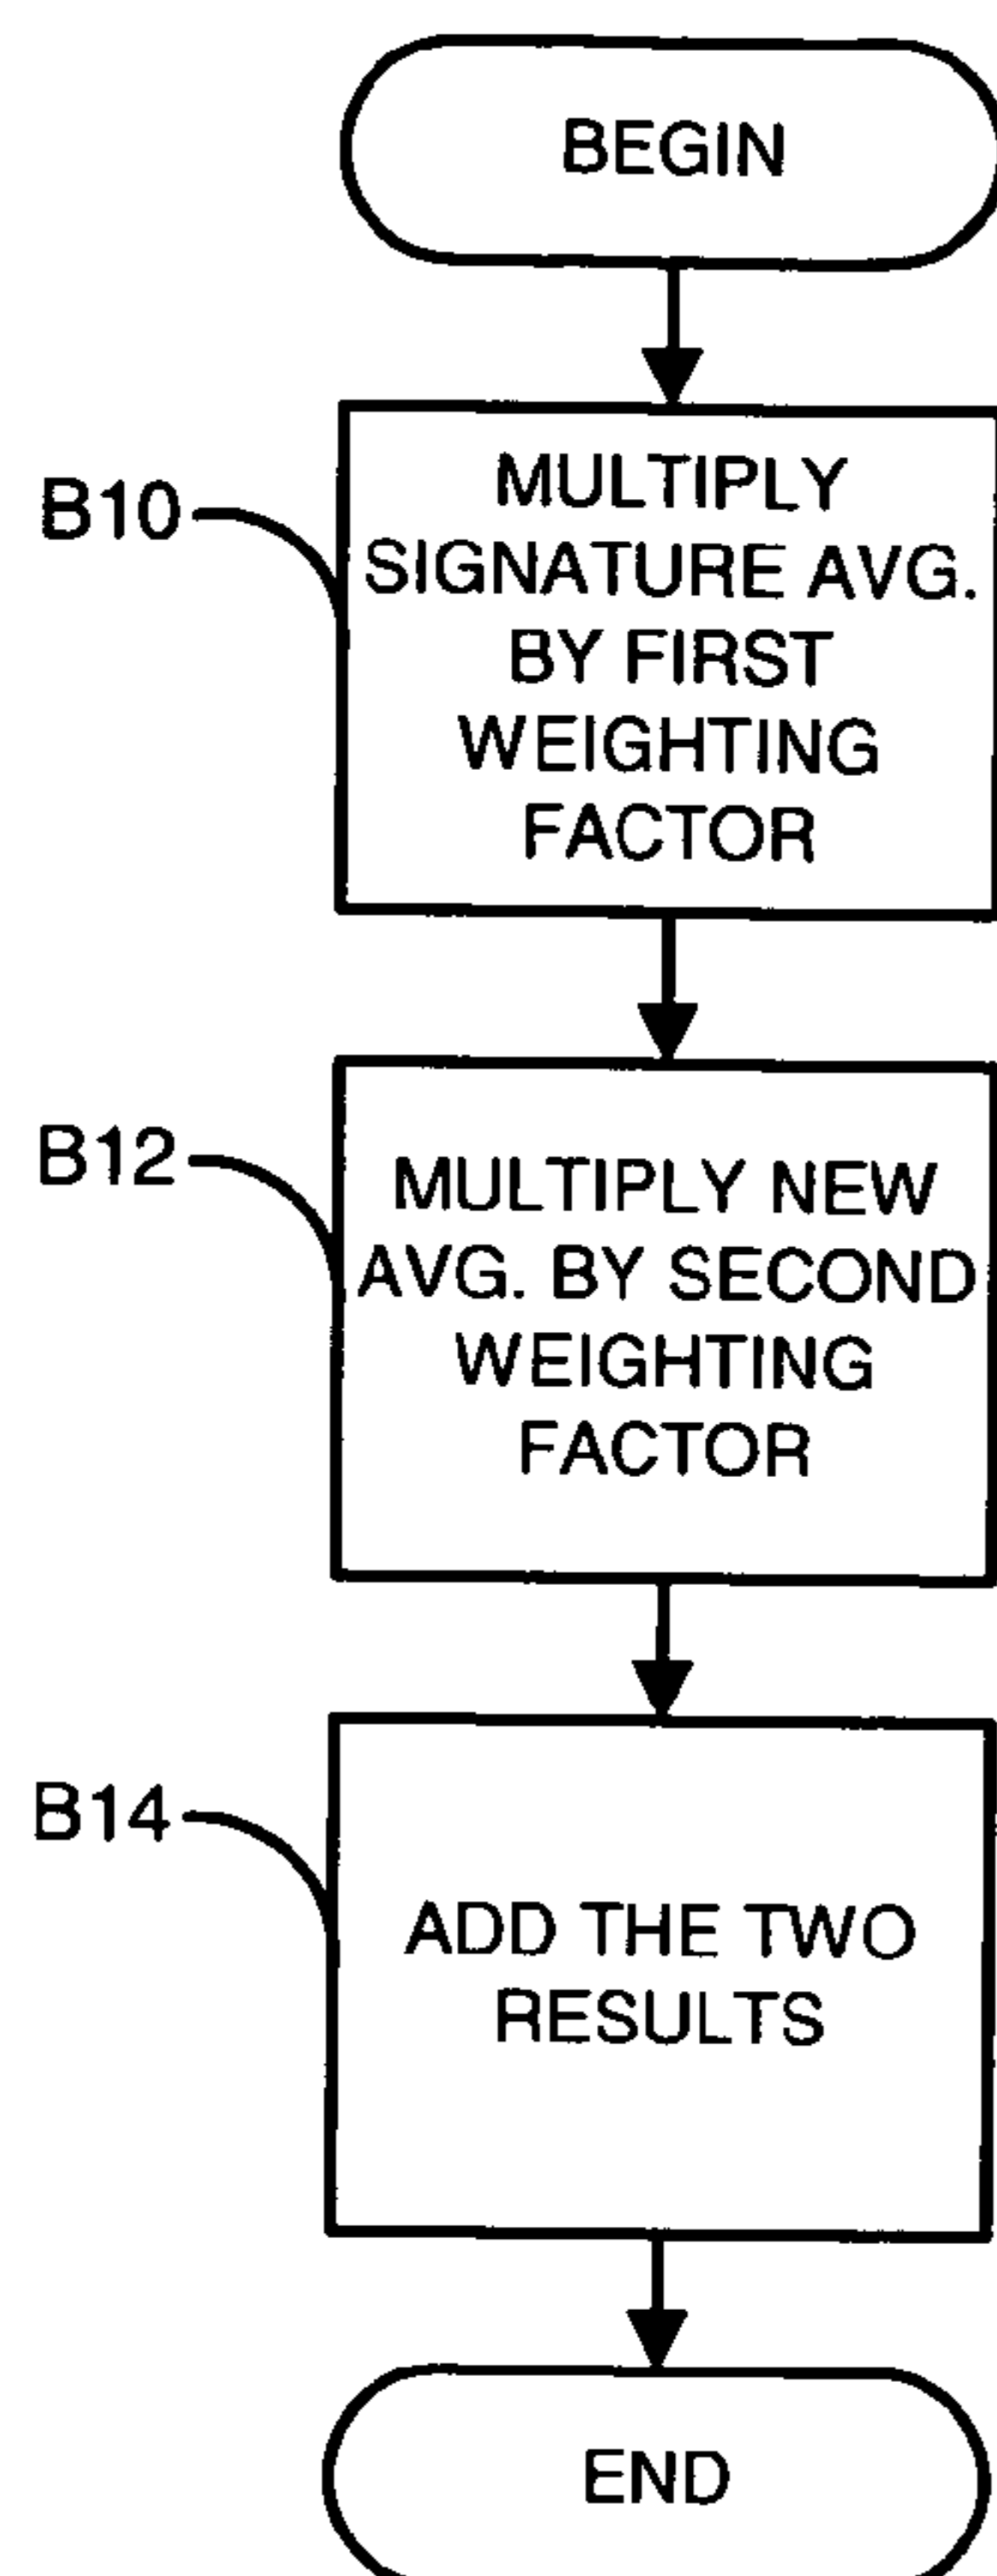 BEGIN
B10
MULTIPLY
SIGNATURE AVG.
BY FIRST
WEIGHTING
FACTOR
B12
MULTIPLY NEW
AVG. BY SECOND
WEIGHTING
FACTOR
B14
ADD THE TWO
RESULTS
END